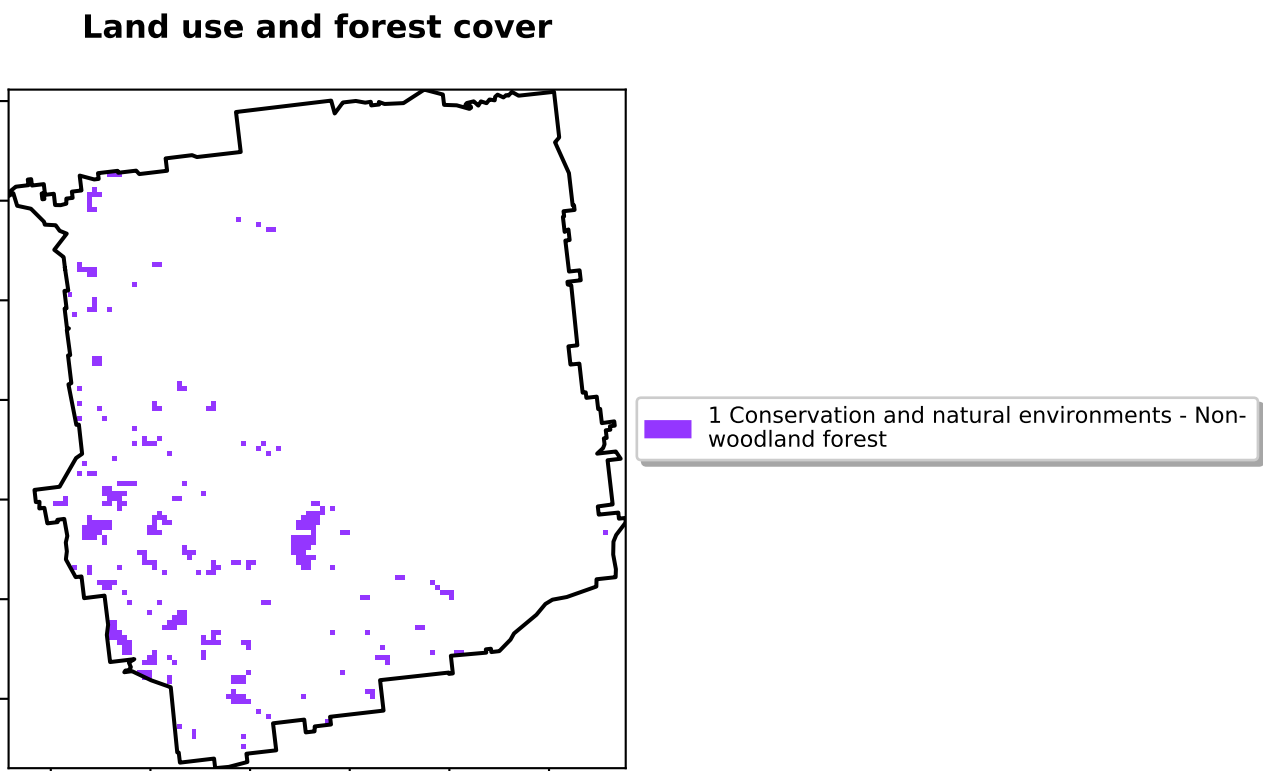 Land use and forest cover
1 Conservation and natural environments - Non-
woodland forest